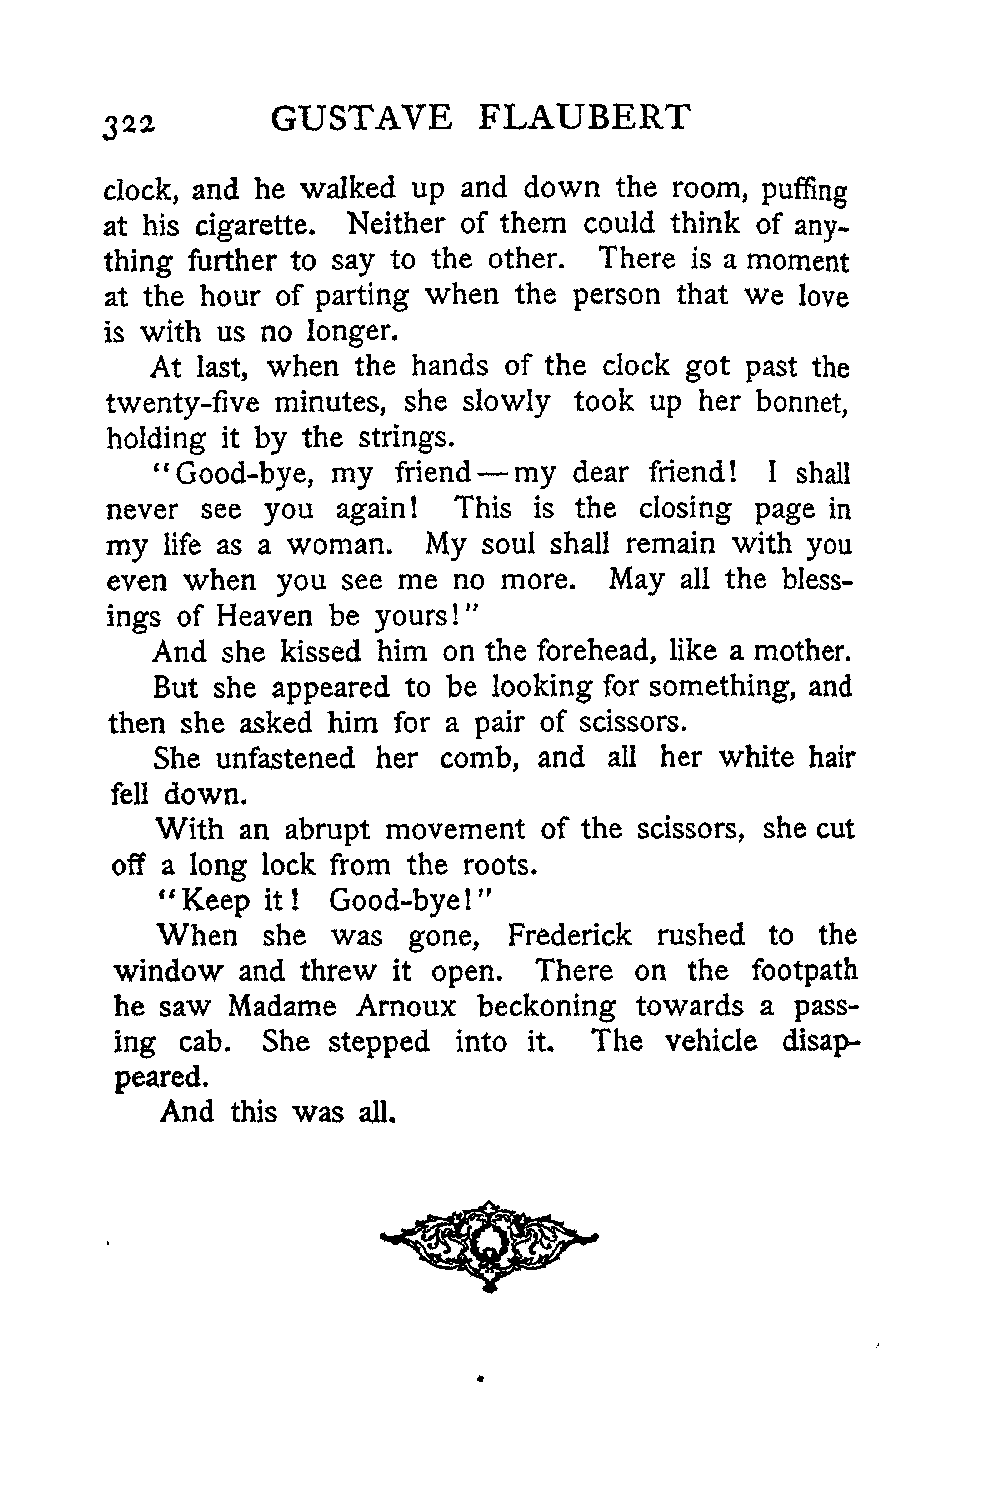 322 GUSTAVE FLAUBERT
clock, and he walked up and down the room, puffing
at his cigarette. Neither of them could think of any-
thing further to say to the other. There is a moment
at the hour of parting when the person that we love
is with us no longer.
At last, when the hands of the clock got past the
twenty-five minutes, she slowly took up her bonnet,
holding it by the strings.
"Good-bye, my friend—my dear friend! I shall
never see you again! This is the closing page in
my life as a woman. My soul shall remain with you
even when you see me no more. May all the bless-
ings of Heaven be yours!"
And she kissed him on the forehead, like a mother.
But she appeared to be looking for something, and
then she asked him for a pair of scissors.
She unfastened her comb, and all her white hair
fell down.
With an abrupt movement of the scissors, she cut
off a long lock from the roots.
"Keep it! Good-bye!"
When she was gone, Frederick rushed to the
window and threw it open. There on the footpath
he saw Madame Arnoux beckoning towards a pass-
ing cab. She stepped into it. The vehicle disap-
peared.
And this was all.